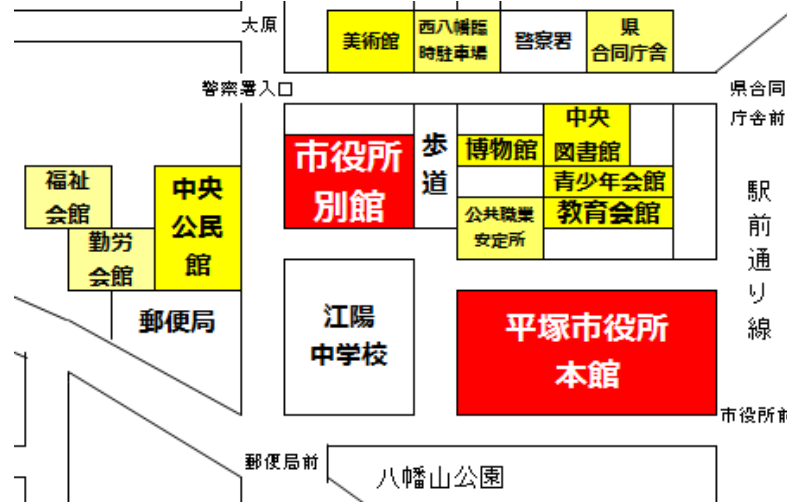 大原
美術館
西八幡臨
時駐車場
警察署
県
合同庁舎
警察署入口
県合同
庁舎前
市役所
別館
歩
道
博物館
中央
図書館
青少年会館
教育会館
公共職業
安定所
福祉
会館
中央
公民
館
勤労
会館
郵便局
江陽
中学校
平塚市役所
本館
駅
前
通
り
線
市役所前
郵便局前
八幡山公園